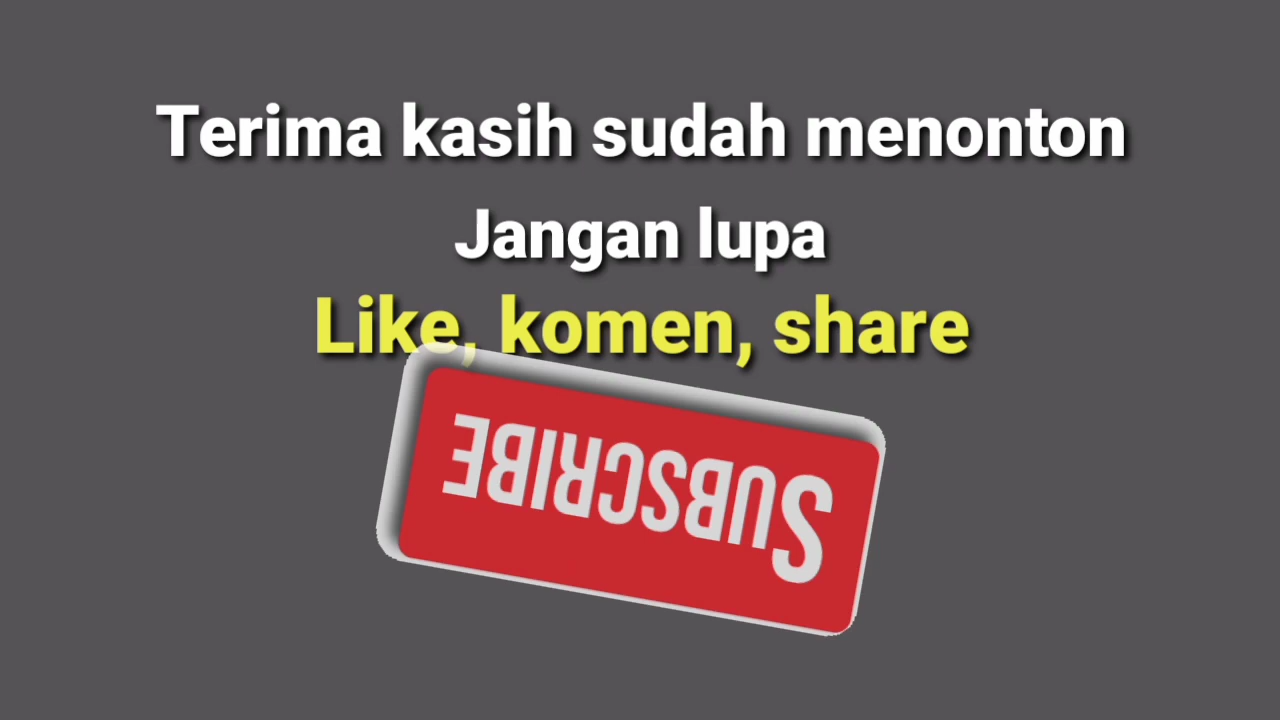 Terima kasih sudah menonton
Jangan lupa
Like, komen, share
SUBSCRIBE